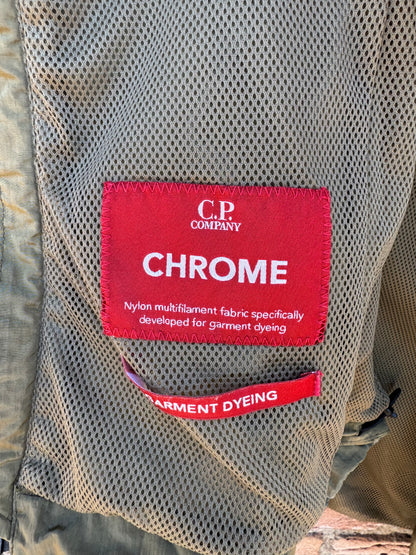 C.P.
COMPANY
CHROME
Nylon multifilament fabric specifically
developed for garment dyeing
GARMENT DYEING